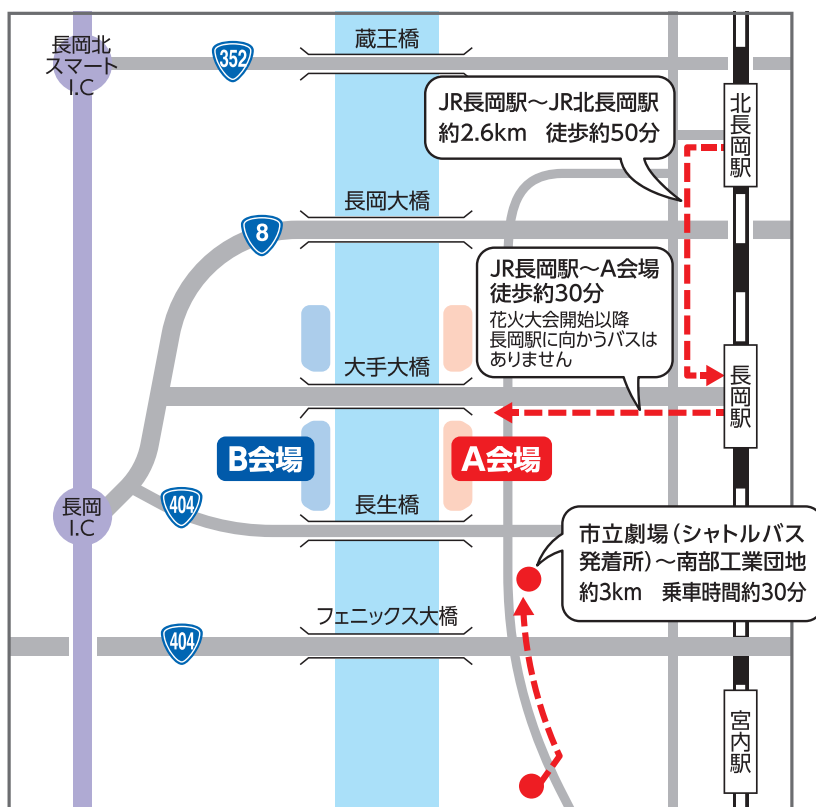 長岡北
スマート
I.C
352
蔵王橋
JR長岡駅～JR北長岡駅
約2.6km　徒歩約50分
北長岡駅
長岡大橋
8
JR長岡駅～A会場
徒歩約30分
花火大会開始以降
長岡駅に向かうバスは
ありません
大手大橋
長岡駅
B会場
A会場
長岡
I.C
404
長生橋
市立劇場（シャトルバス
発着所）～南部工業団地
約3km　乗車時間約30分
フェニックス大橋
404
宮内駅